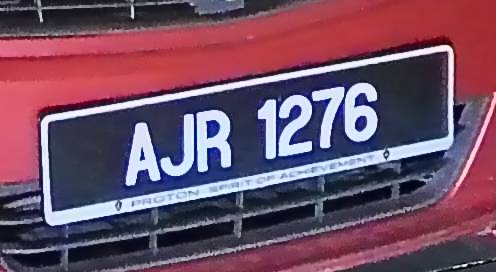 AJR 1276
PROTON SPIRIT OF ACHIEVEMENT